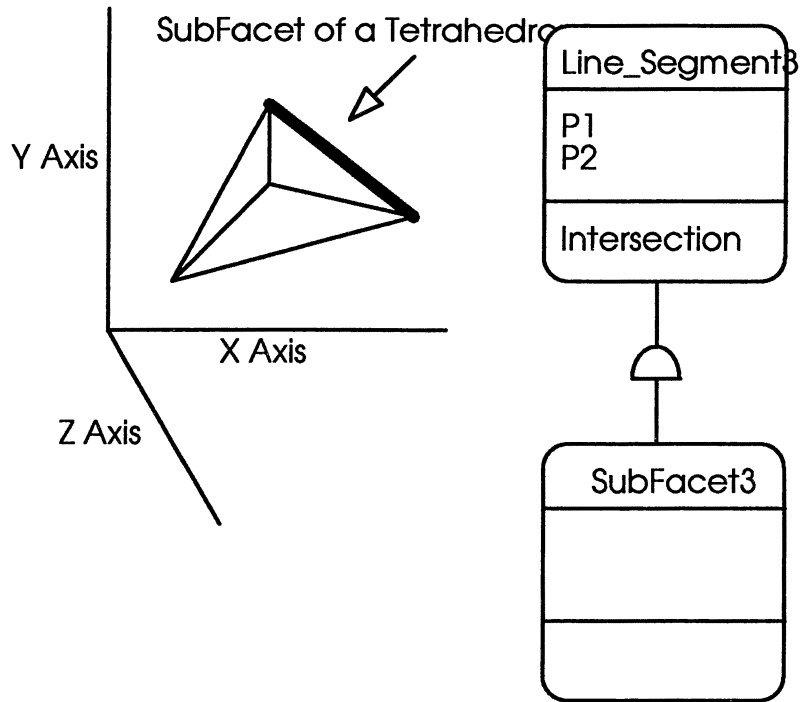 SubFacet of a Tetrahedro
Line_Segment3
P1
P2
Y Axis
Intersection
X Axis
Z Axis
SubFacet3